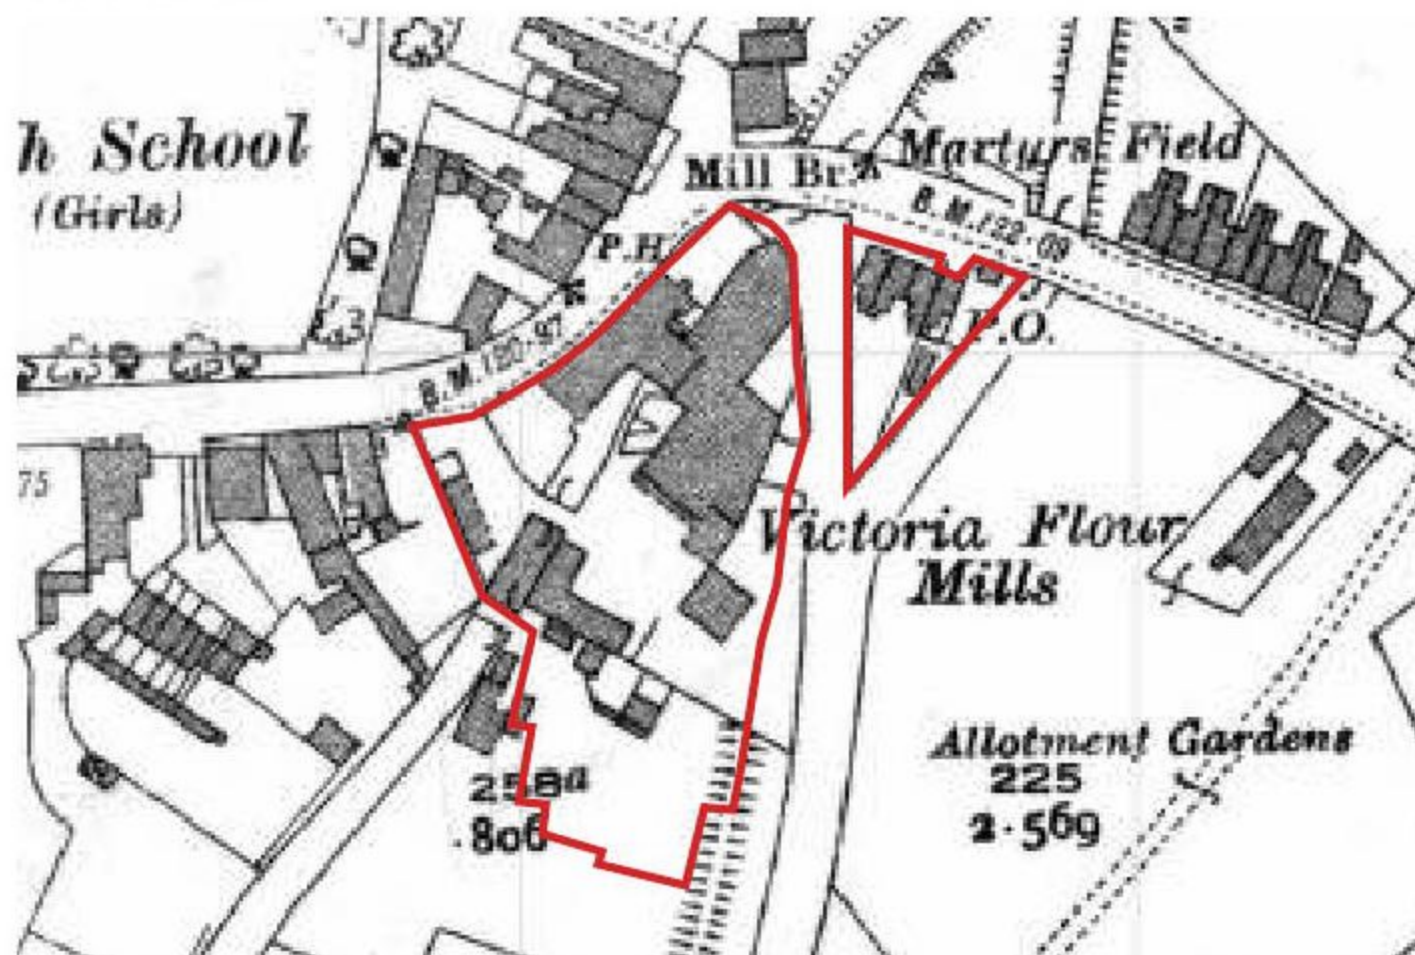 h School
(Girls)
Mill Br.
Martyrs Field
B.M.122·09
P.H.
B.M.120·97
P.O.
75
Victoria Flour
Mills
Allotment Gardens
225
2·569
258a
·806